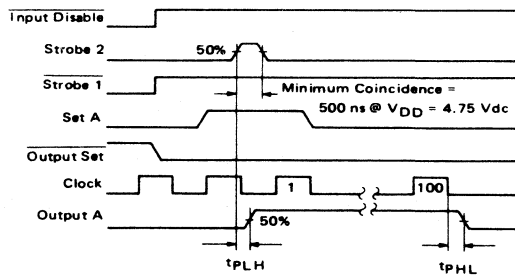 Input Disable
Strobe 2
50%
Strobe 1
Minimum Coincidence =
500 ns @ VDD = 4.75 Vdc
Set A
Output Set
Clock
1
100
Output A
50%
tPLH
tPHL